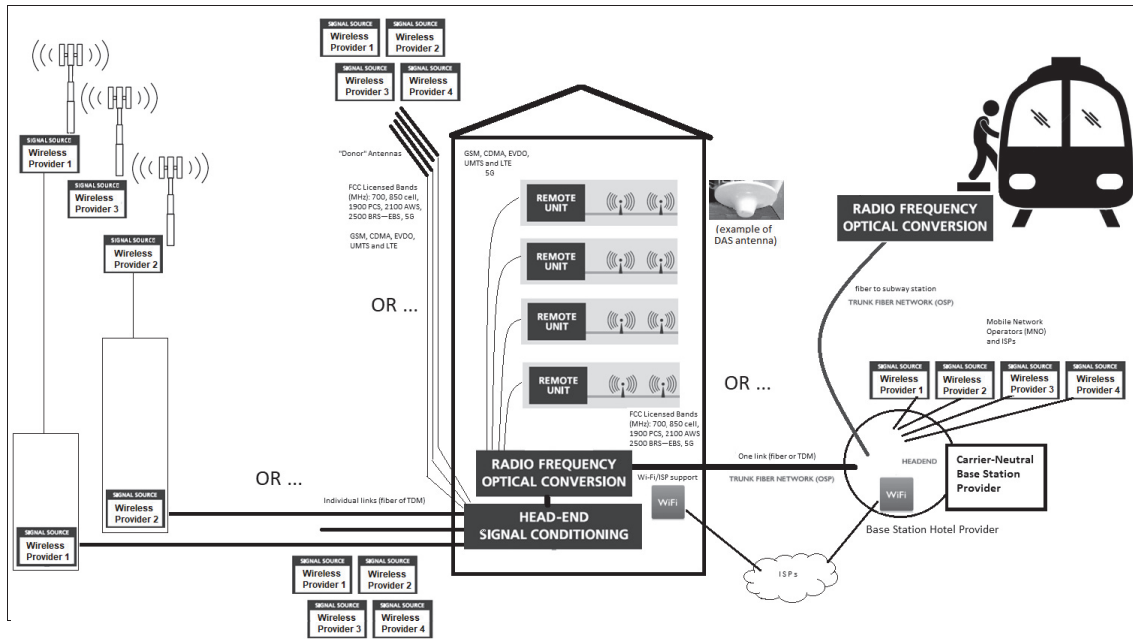 SIGNAL SOURCE
Wireless
Provider 1
SIGNAL SOURCE
Wireless
Provider 2
SIGNAL SOURCE
Wireless
Provider 3
SIGNAL SOURCE
Wireless
Provider 4
SIGNAL SOURCE
Wireless
Provider 1
SIGNAL SOURCE
Wireless
Provider 3
SIGNAL SOURCE
Wireless
Provider 2
"Donor" Antennas
FCC Licensed Bands
(MHz): 700, 850 cell,
1900 PCS, 2100 AWS,
2500 BRS—EBS, 5G
GSM, CDMA, EVDO,
UMTS and LTE
OR ...
GSM, CDMA, EVDO,
UMTS and LTE
5G
REMOTE
UNIT
REMOTE
UNIT
REMOTE
UNIT
REMOTE
UNIT
(example of
DAS antenna)
RADIO FREQUENCY
OPTICAL CONVERSION
fiber to subway station
TRUNK FIBER NETWORK (OSP)
Mobile Network
Operators (MNO)
and ISPs
SIGNAL SOURCE
Wireless
Provider 1
SIGNAL SOURCE
Wireless
Provider 2
SIGNAL SOURCE
Wireless
Provider 3
SIGNAL SOURCE
Wireless
Provider 4
OR ...
FCC Licensed Bands
(MHz): 700, 850 cell,
1900 PCS, 2100 AWS
2500 BRS—EBS, 5G
RADIO FREQUENCY
OPTICAL CONVERSION
One link (fiber or TDM)
TRUNK FIBER NETWORK (OSP)
HEADEND
Carrier-Neutral
Base Station
Provider
WiFi
Base Station Hotel Provider
Wi-Fi/ISP support
WiFi
ISPs
OR ...
Individual links (fiber of TDM)
HEAD-END
SIGNAL CONDITIONING
SIGNAL SOURCE
Wireless
Provider 2
SIGNAL SOURCE
Wireless
Provider 1
SIGNAL SOURCE
Wireless
Provider 1
SIGNAL SOURCE
Wireless
Provider 2
SIGNAL SOURCE
Wireless
Provider 3
SIGNAL SOURCE
Wireless
Provider 4